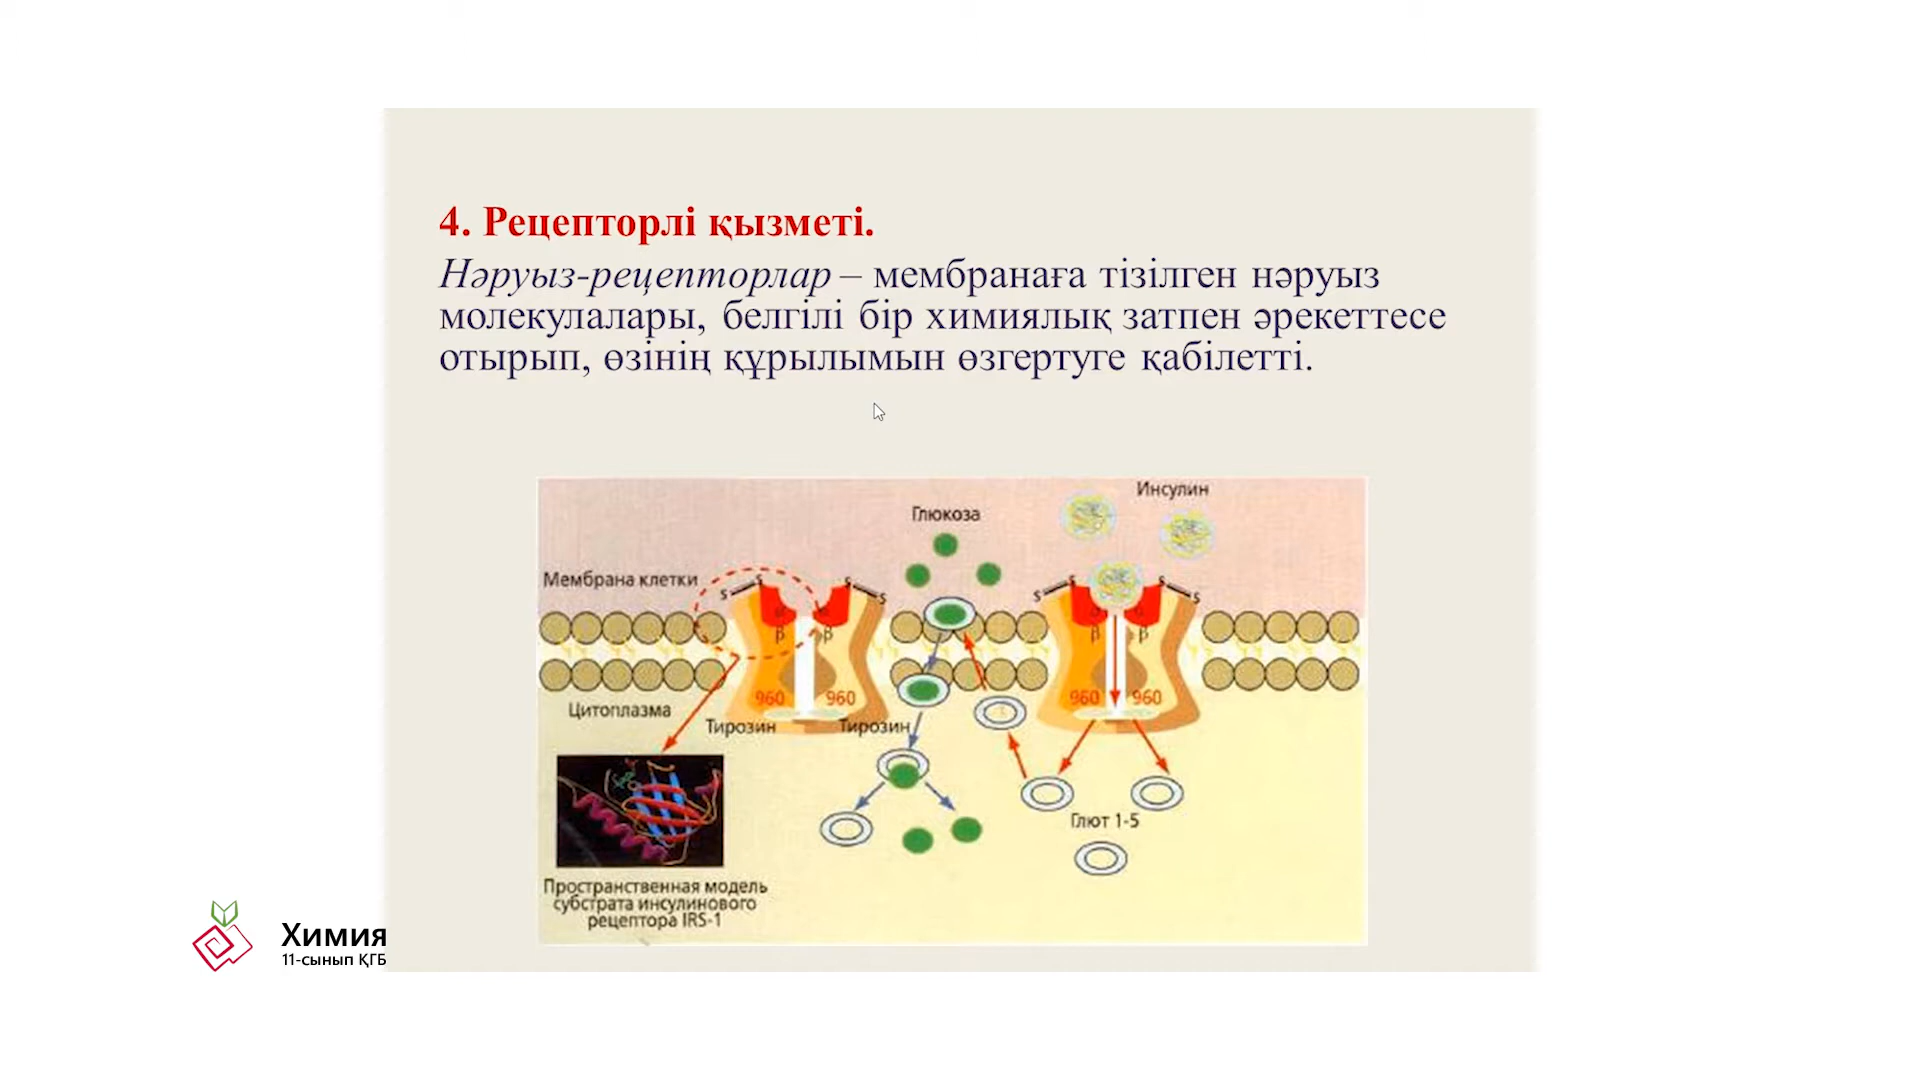 4. Рецепторлі қызметі.
Нәруыз-рецепторлар – мембранаға тізілген нәруыз
молекулалары, белгілі бір химиялық затпен әрекеттесе
отырып, өзінің құрылымын өзгертуге қабілетті.
Инсулин
Глюкоза
Мембрана клетки
S S S S
S S S S
β β
β β
960 960
960 960
Цитоплазма
Тирозин
Тирозин
Глют 1-5
Пространственная модель
субстрата инсулинового
рецептора IRS-1
Химия
11-сынып ҚГБ